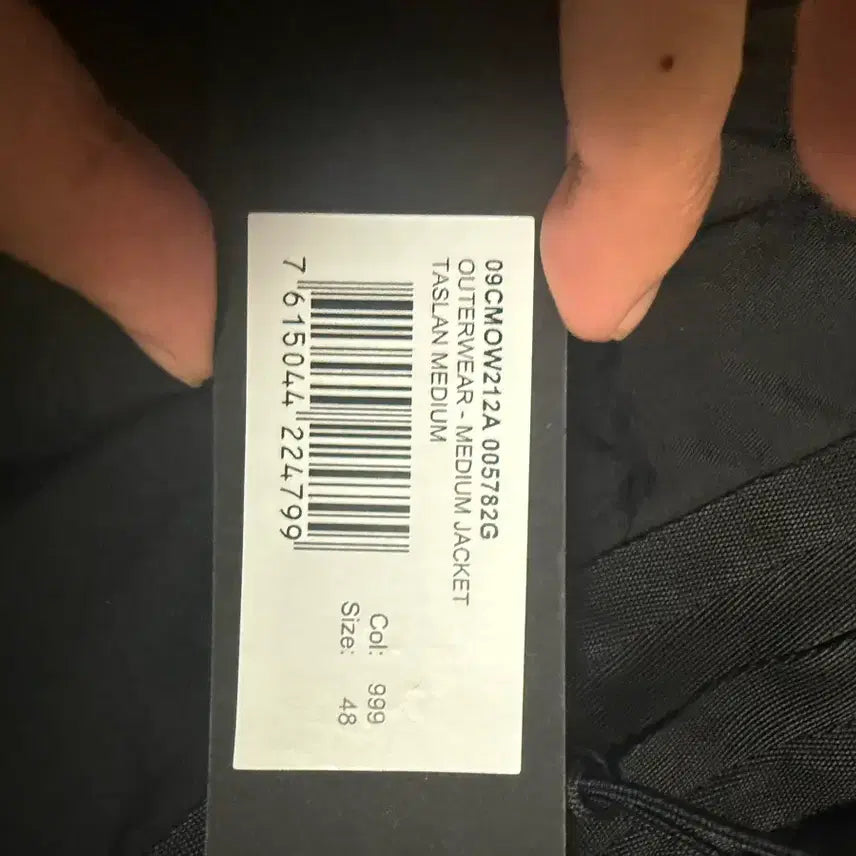 09CMOW212A 005782G
OUTERWEAR - MEDIUM JACKET
TASLAN MEDIUM
7 615044 224799
Col: 999
Size: 48